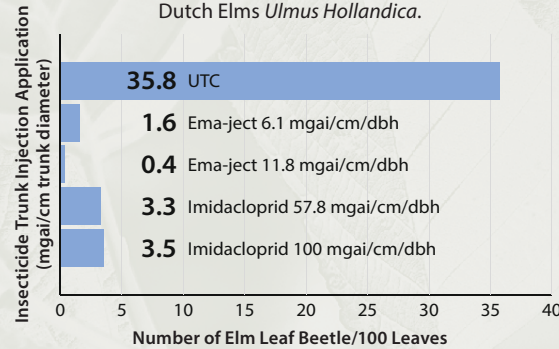 Dutch Elms Ulmus Hollandica.
Insecticide Trunk Injection Application
(mgai/cm trunk diameter)
35.8 UTC
1.6 Ema-ject 6.1 mgai/cm/dbh
0.4 Ema-ject 11.8 mgai/cm/dbh
3.3 Imidacloprid 57.8 mgai/cm/dbh
3.5 Imidacloprid 100 mgai/cm/dbh
0 5 10 15 20 25 30 35 40
Number of Elm Leaf Beetle/100 Leaves